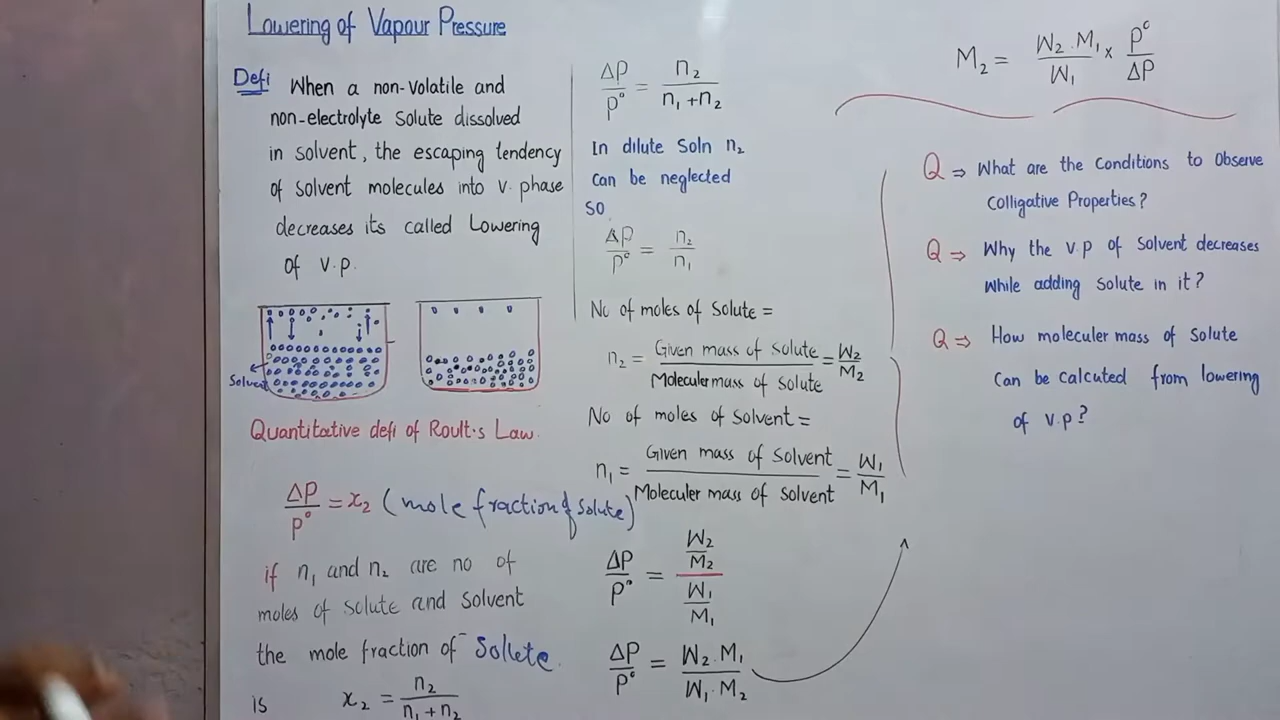 Lowering of Vapour Pressure
Defi When a non-volatile and
non-electrolyte solute dissolved
in solvent, the escaping tendency
of solvent molecules into v.phase
decreases its called Lowering
of v.p.
Solvent
Quantitative defi of Roult's Law.
ΔP/P° = x₂ (mole fraction of solute)
if n₁ and n₂ are no of
moles of solute and solvent
the mole fraction of Sollete.
is x₂ = n₂/(n₁+n₂)
ΔP/P° = n₂/(n₁+n₂)
In dilute Soln n₂
Can be neglected
SO
ΔP/P° = n₂/n₁
No of moles of Solute =
n₂ = Given mass of solute/Moleculer mass of solute = W₂/M₂
No of moles of Solvent =
n₁ = Given mass of solvent/Moleculer mass of solvent = W₁/M₁
ΔP/P° = (W₂/M₂)/(W₁/M₁)
ΔP/P° = W₂.M₁/W₁.M₂
M₂ = W₂.M₁/W₁ × P°/ΔP
Q ⇒ What are the Conditions to Observe
Colligative Properties?
Q ⇒ Why the v.p of Solvent decreases
While adding Solute in it?
Q ⇒ How moleculer mass of Solute
Can be calcuted from lowering
of v.p?